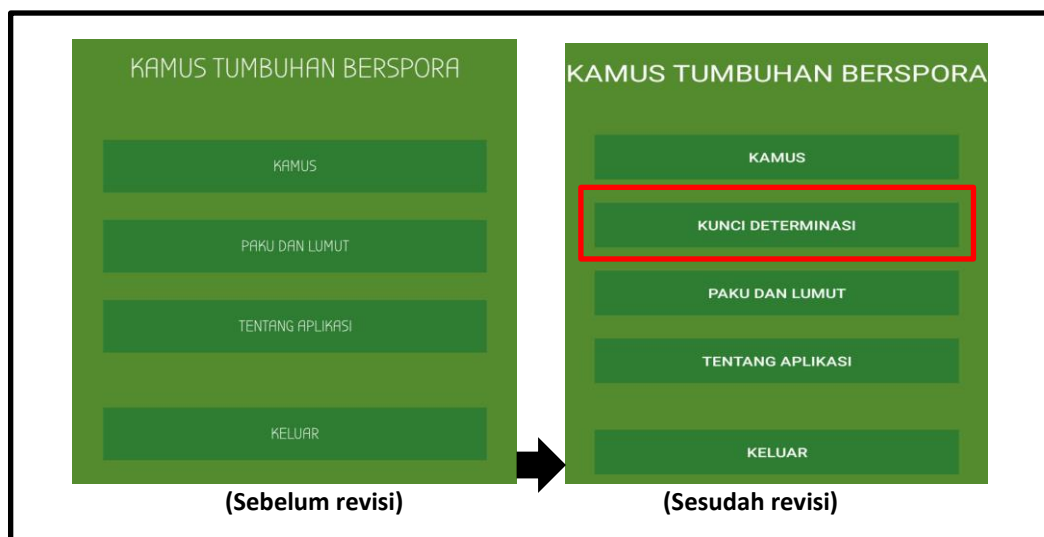 KAMUS TUMBUHAN BERSPORA
KAMUS
PAKU DAN LUMUT
TENTANG APLIKASI
KELUAR
(Sebelum revisi)
KAMUS TUMBUHAN BERSPORA
KAMUS
KUNCI DETERMINASI
PAKU DAN LUMUT
TENTANG APLIKASI
KELUAR
(Sesudah revisi)